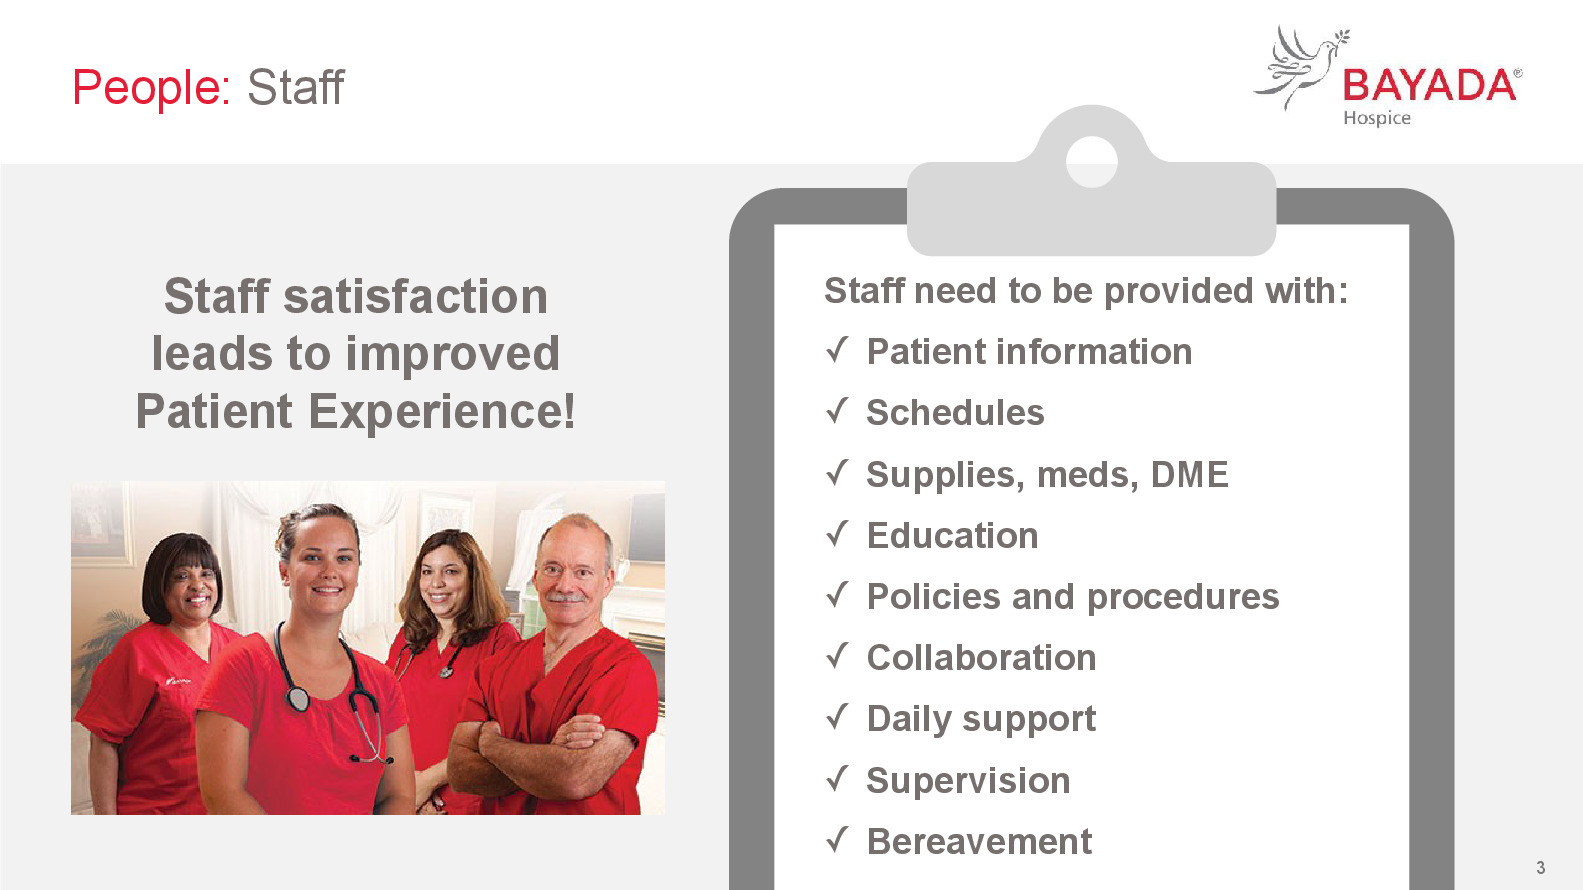 People: Staff
BAYADA®
Hospice
Staff satisfaction
leads to improved
Patient Experience!
Staff need to be provided with:
✓ Patient information
✓ Schedules
✓ Supplies, meds, DME
✓ Education
✓ Policies and procedures
✓ Collaboration
✓ Daily support
✓ Supervision
✓ Bereavement
3